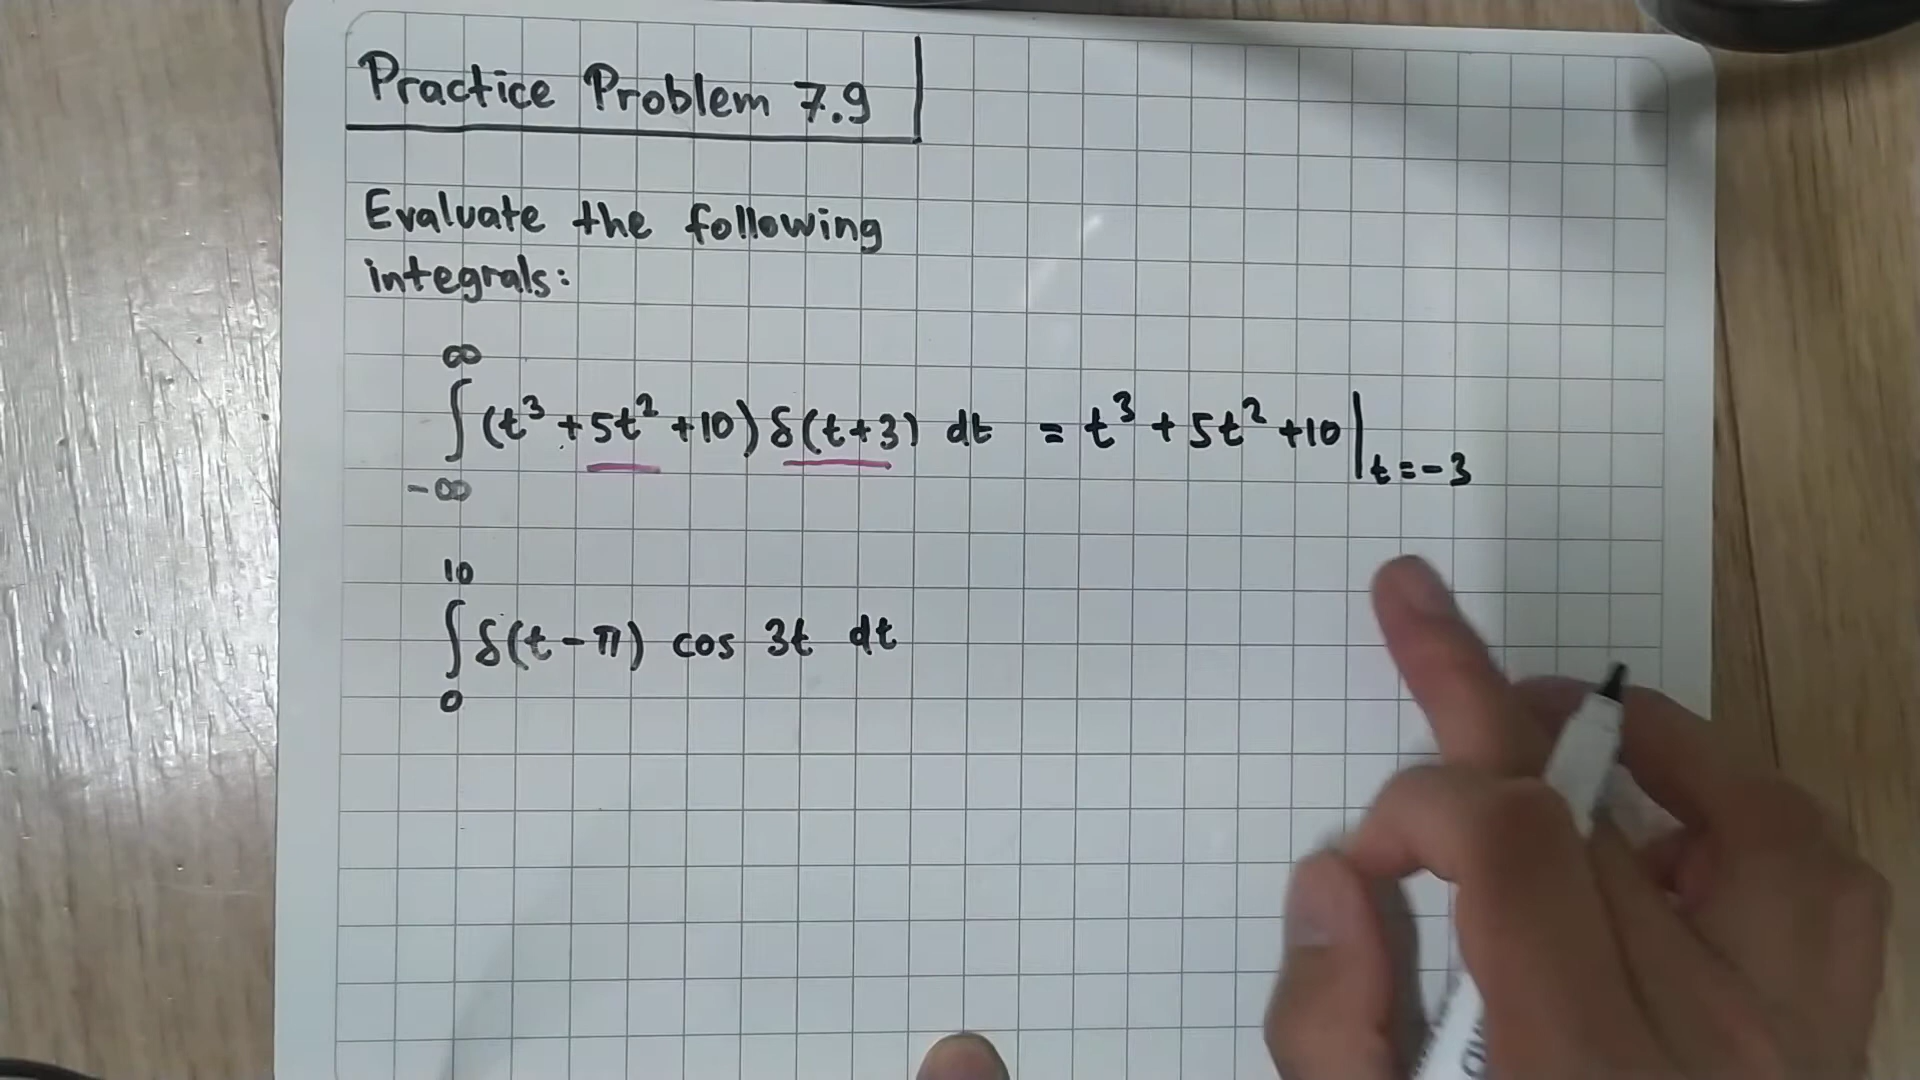 Practice Problem 7.9
Evaluate the following
integrals:
∞
∫(t³ + 5t² + 10) δ(t+3) dt = t³ + 5t² + 10 |t = -3
-∞
10
∫δ(t - π) cos 3t dt
0